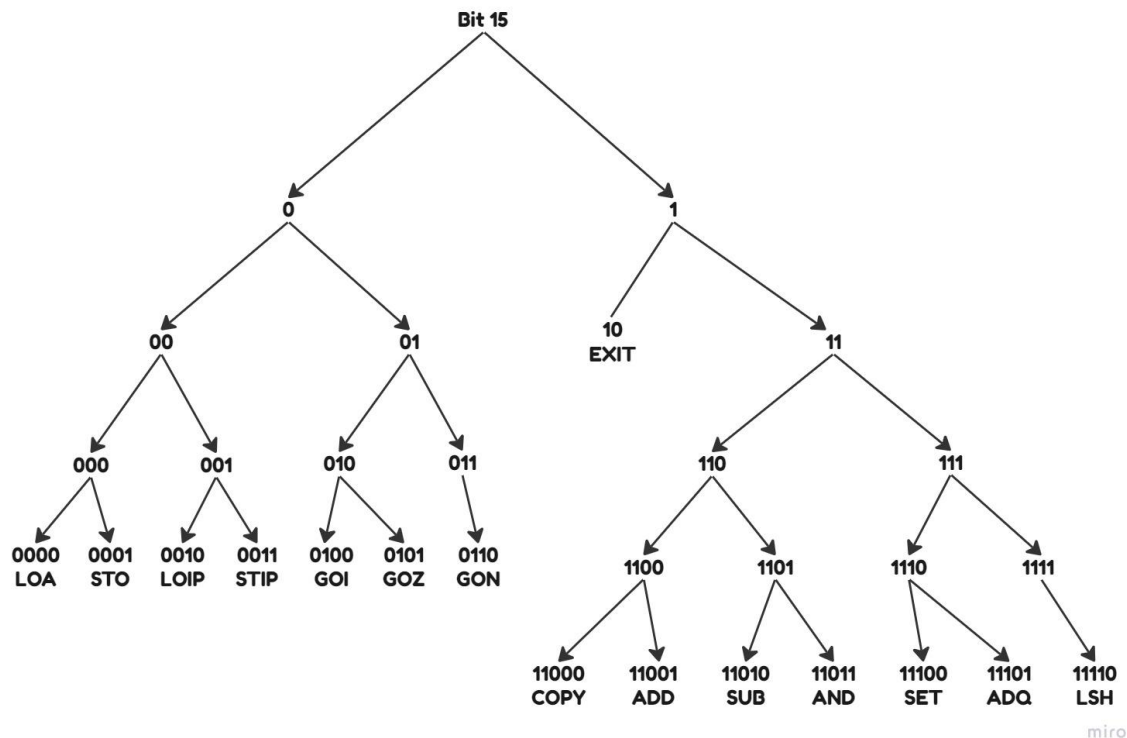 Bit 15
0 1
00 01 10 11
EXIT
000 001 010 011 110 111
0000 0001 0010 0011 0100 0101 0110 1100 1101 1110 1111
LOA STO LOIP STIP GOI GOZ GON
11000 11001 11010 11011 11100 11101 11110
COPY ADD SUB AND SET ADQ LSH
miro